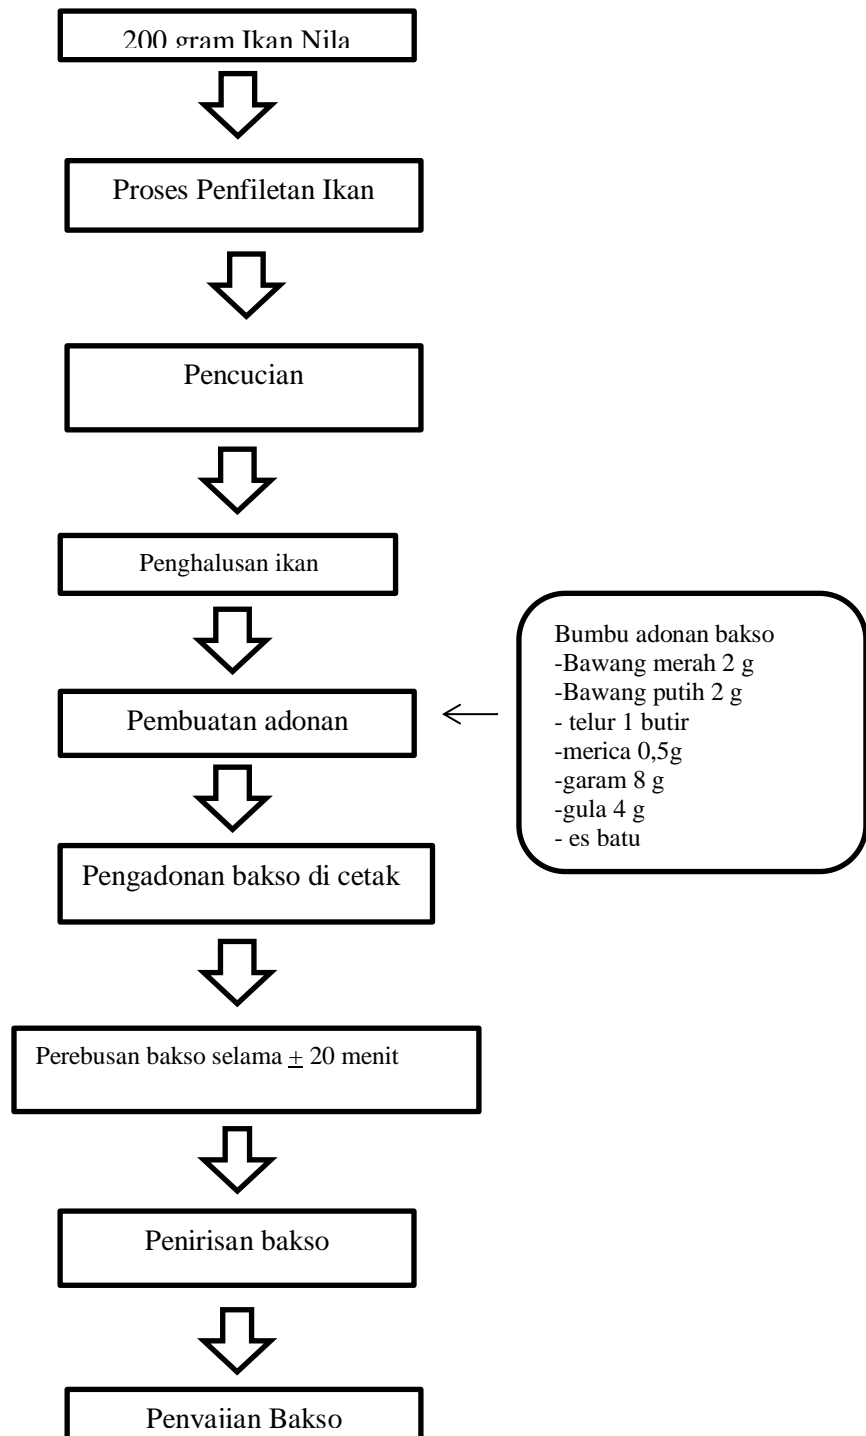 200 gram Ikan Nila
Proses Penfiletan Ikan
Pencucian
Penghalusan ikan
Pembuatan adonan
Bumbu adonan bakso
-Bawang merah 2 g
-Bawang putih 2 g
- telur 1 butir
-merica 0,5g
-garam 8 g
-gula 4 g
- es batu
Pengadonan bakso di cetak
Perebusan bakso selama ± 20 menit
Penirisan bakso
Penyajian Bakso